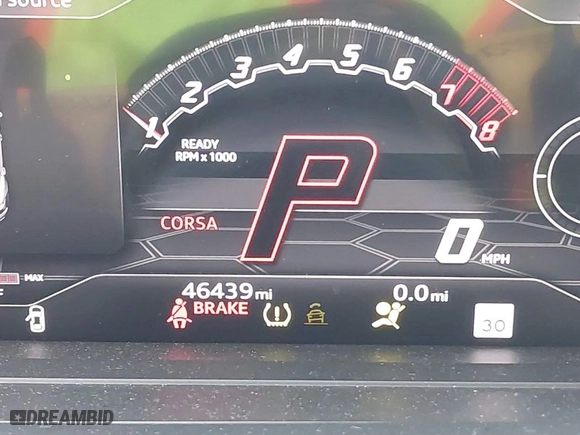 source
1 2 3 4 5 6 7 8
READY
RPM x 1000
P
CORSA
0 MPH
MAX
46439 mi
0.0 mi
BRAKE
30
DREAMBID